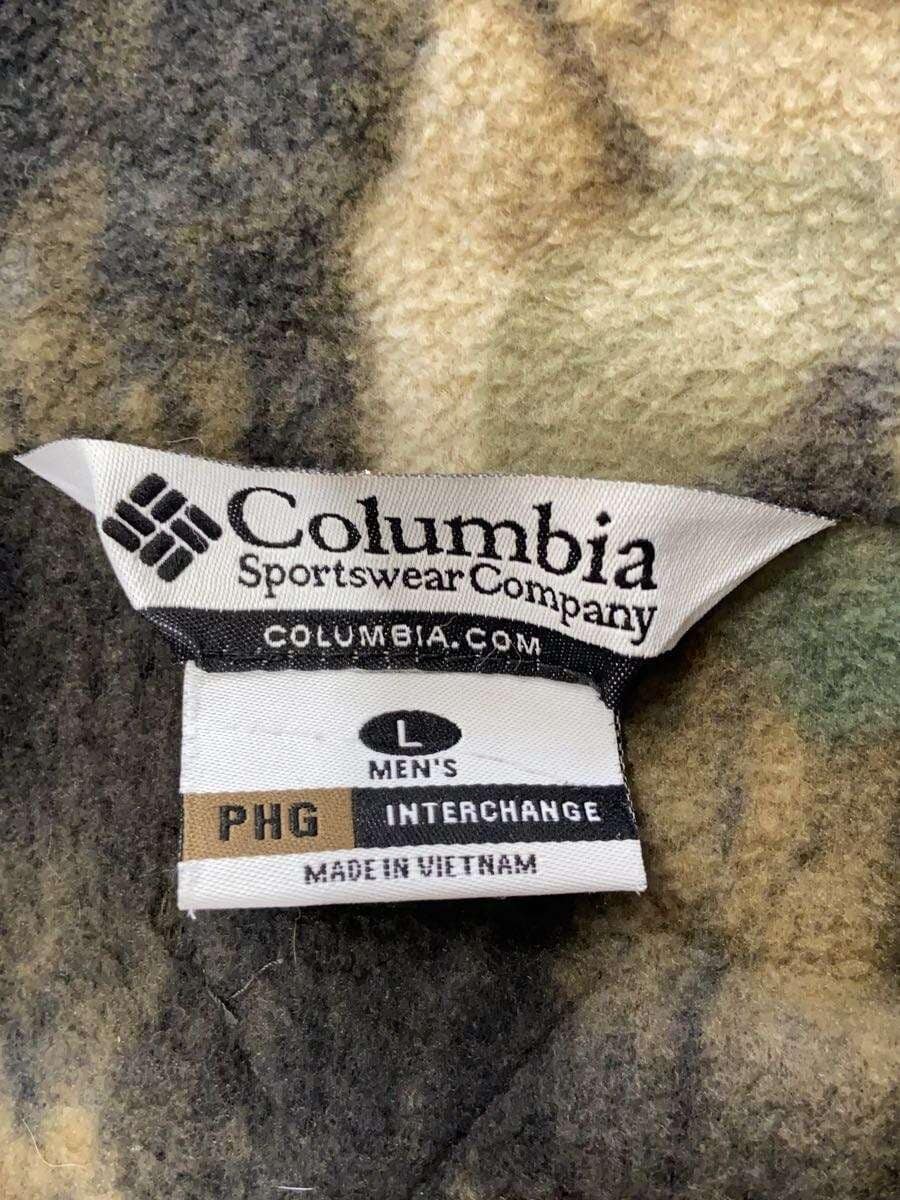 Columbia
Sportswear Company
COLUMBIA.COM
L
MEN'S
PHG INTERCHANGE
MADE IN VIETNAM